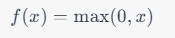 f(x) = max(0, x)